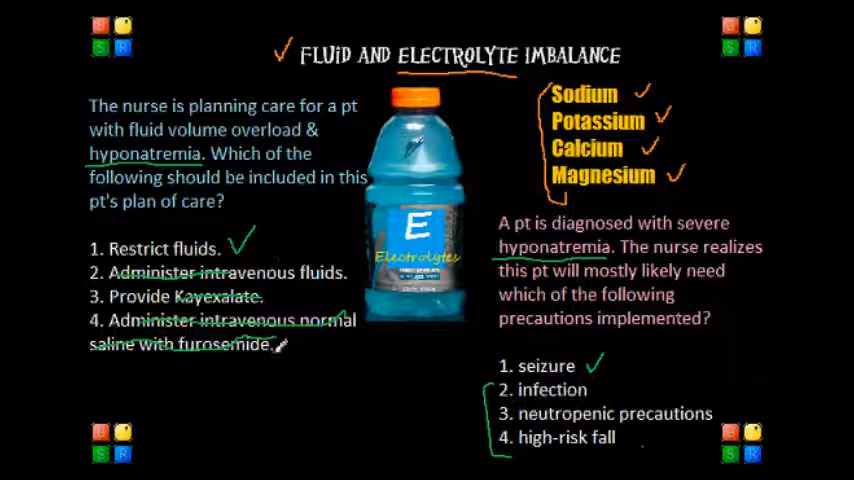 FLUID AND ELECTROLYTE IMBALANCE
The nurse is planning care for a pt
with fluid volume overload &
hyponatremia. Which of the
following should be included in this
pt's plan of care?
1. Restrict fluids.
2. Administer intravenous fluids.
3. Provide Kayexalate.
4. Administer intravenous normal
saline with furosemide.
E
Electrolytes
Sodium
Potassium
Calcium
Magnesium
A pt is diagnosed with severe
hyponatremia. The nurse realizes
this pt will mostly likely need
which of the following
precautions implemented?
1. seizure
2. infection
3. neutropenic precautions
4. high-risk fall
S R
S R
S R
S R